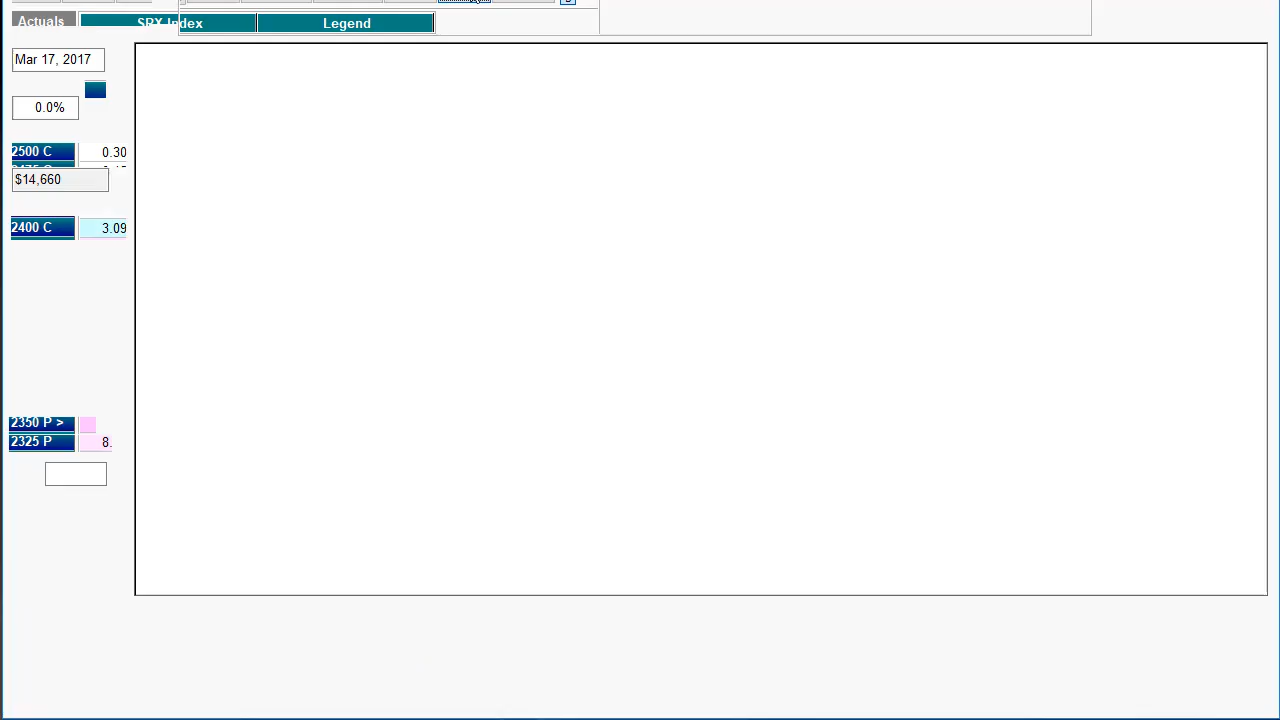 Actuals SPX Index Legend
Mar 17, 2017
0.0%
2500 C 0.30
$14,660
2400 C 3.09
2350 P >
2325 P 8.